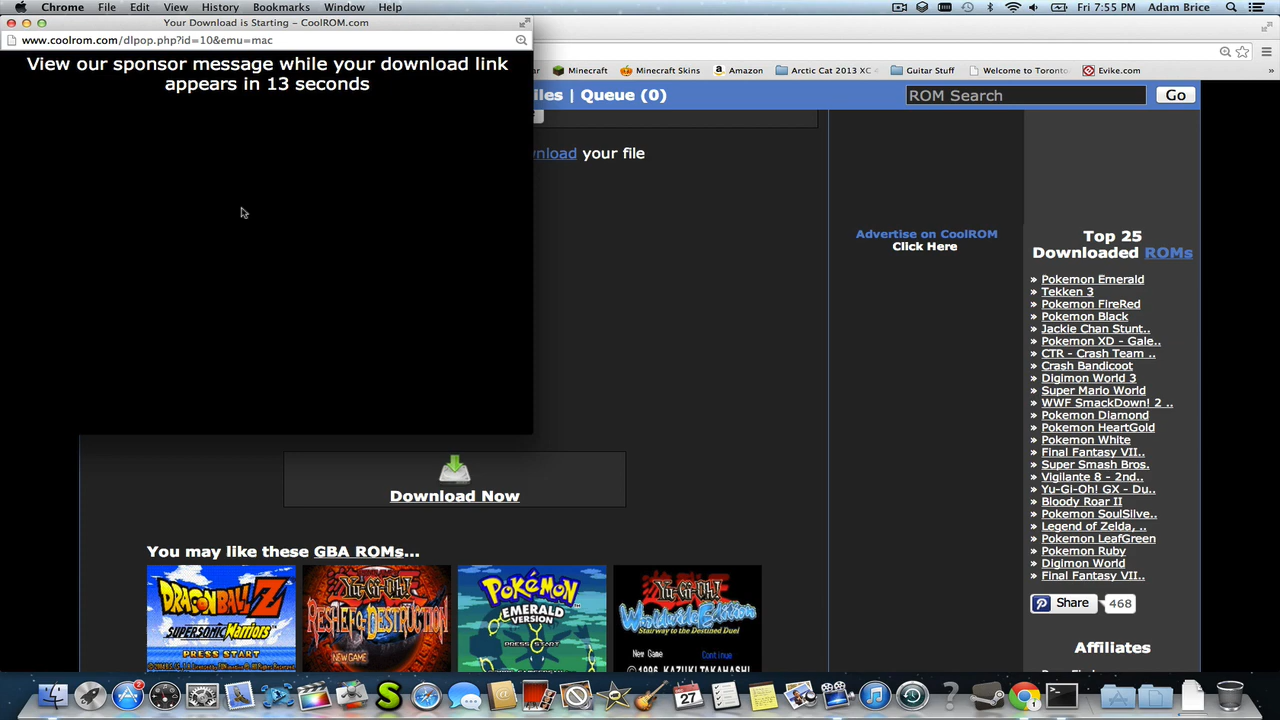 Chrome File Edit View History Bookmarks Window Help Fri 7:55 PM Adam Brice
Your Download is Starting - CoolROM.com
www.coolrom.com/dlpop.php?id=10&emu=mac
View our sponsor message while your download link
appears in 13 seconds
Minecraft Minecraft Skins Amazon Arctic Cat 2013 XC Guitar Stuff Welcome to Toront Evike.com »
iles | Queue (0) ROM Search Go
nload your file
Advertise on CoolROM
Click Here
Top 25
Downloaded ROMs
» Pokemon Emerald
» Tekken 3
» Pokemon FireRed
» Pokemon Black
» Jackie Chan Stunt..
» Pokemon XD - Gale..
» CTR - Crash Team ..
» Crash Bandicoot
» Digimon World 3
» Super Mario World
» WWF SmackDown! 2 ..
» Pokemon Diamond
» Pokemon HeartGold
» Pokemon White
» Final Fantasy VII..
» Super Smash Bros.
» Vigilante 8 - 2nd..
» Yu-Gi-Oh! GX - Du..
» Bloody Roar II
» Pokemon SoulSilve..
» Legend of Zelda, ..
» Pokemon LeafGreen
» Pokemon Ruby
» Digimon World
» Final Fantasy VII..
Share 468
Affiliates
Download Now
You may like these GBA ROMs...
DRAGONBALL Z
SUPERSONIC WARRIORS
PRESS START
Yu-Gi-Oh!
RESHEF OF DESTRUCTION
NEW GAME
POKéMON
EMERALD VERSION
PRESS START
Yu-Gi-Oh!
Worldwide Edition
Stairway to the Destined Duel
New Game Continue
©1996 KAZUKI TAKAHASHI
2
27
1